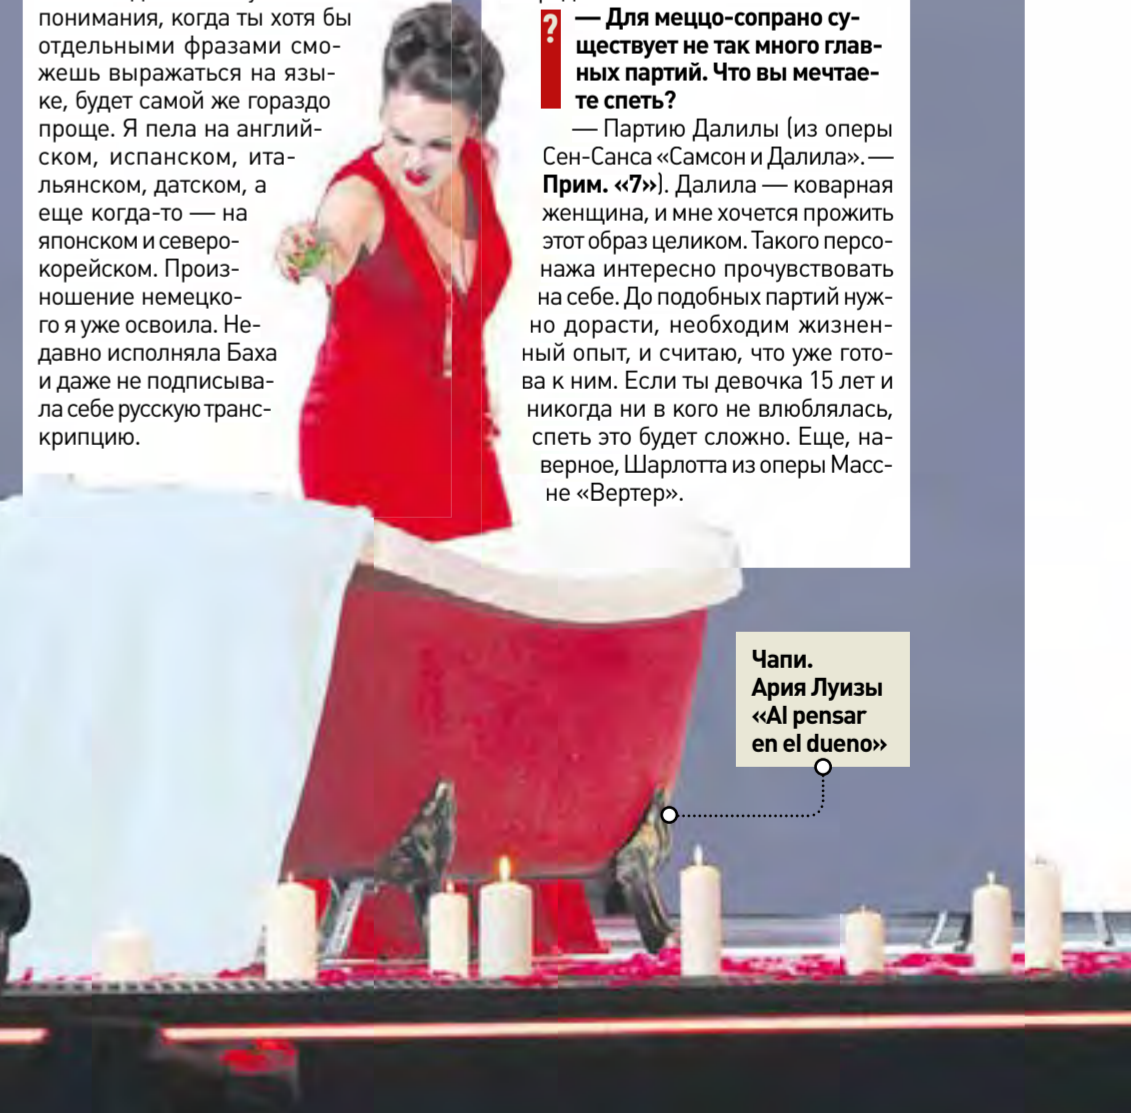 понимания, когда ты хотя бы
отдельными фразами смо-
жешь выражаться на язы-
ке, будет самой же гораздо
проще. Я пела на англий-
ском, испанском, ита-
льянском, датском, а
еще когда-то — на
японском и северо-
корейском. Произ-
ношение немецко-
го я уже освоила. Не-
давно исполняла Баха
и даже не подписыва-
ла себе русскую транс-
крипцию.
?
— Для меццо-сопрано су-
ществует не так много глав-
ных партий. Что вы мечтае-
те спеть?
— Партию Далилы (из оперы
Сен-Санса «Самсон и Далила». —
Прим. «7»). Далила — коварная
женщина, и мне хочется прожить
этот образ целиком. Такого персо-
нажа интересно прочувствовать
на себе. До подобных партий нуж-
но дорасти, необходим жизнен-
ный опыт, и считаю, что уже гото-
ва к ним. Если ты девочка 15 лет и
никогда ни в кого не влюблялась,
спеть это будет сложно. Еще, на-
верное, Шарлотта из оперы Масс-
не «Вертер».
Чапи.
Ария Луизы
«Al pensar
en el dueno»